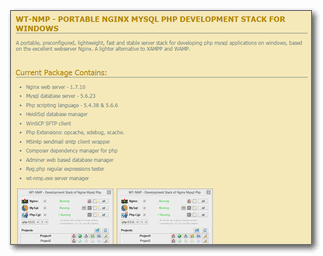 WT-NMP - PORTABLE NGINX MYSQL PHP DEVELOPMENT STACK FOR
WINDOWS
A portable, preconfigured, lightweight, fast and stable server stack for developing php mysql applications on windows,
based on the excellent webserver Nginx. A lighter alternative to XAMPP and WAMP.
Current Package Contains:
Nginx web server - 1.7.10
Mysql database server - 5.6.23
Php scripting language - 5.4.38 & 5.6.6
HeidiSql database manager
WinSCP SFTP client
Php Extensions: opcache, xdebug, xcache.
MSmtp sendmail smtp client wrapper
Composer dependency manager for php
Adminer web based database manager
Reg.php regular expressions tester
wt-nmp.exe server manager
WT-NMP - Development Stack of Nginx Mysql Php
Nginx
MySql
Php-Cgi
Projects
WT-NMP - Development Stack of Nginx Mysql Php
Nginx
MySql
Php-Cgi
Projects